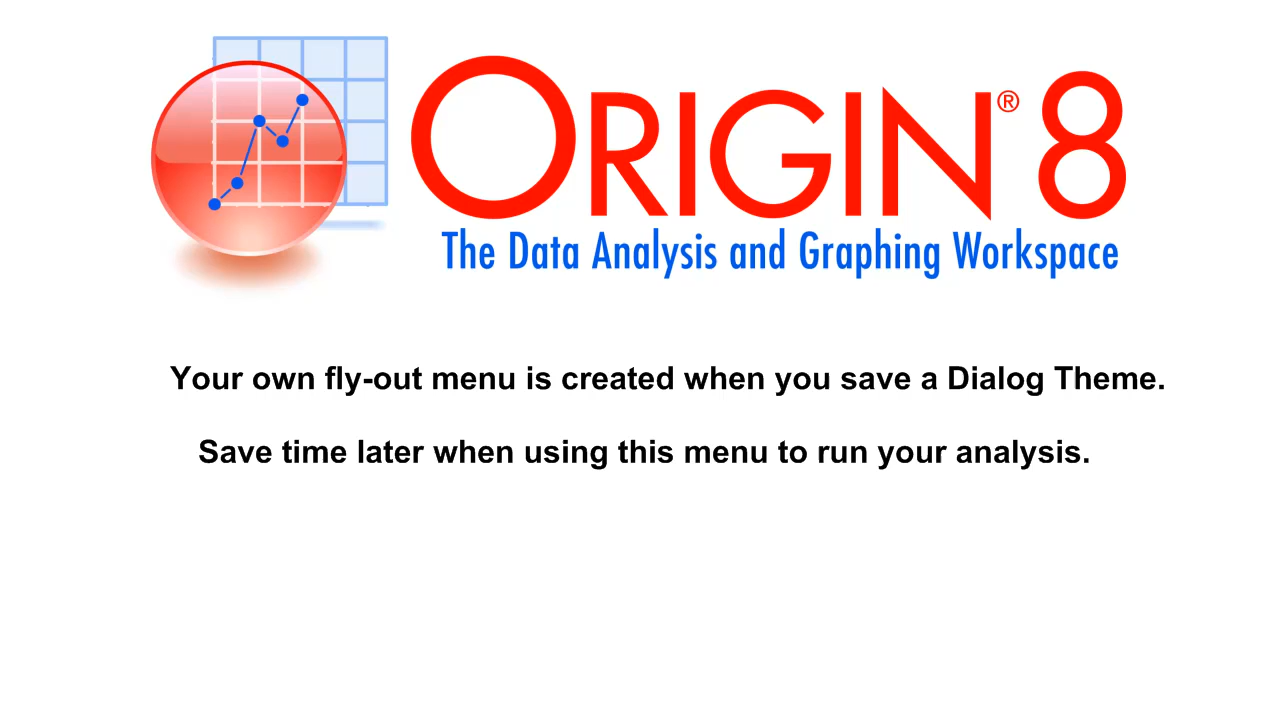 ORIGIN® 8
The Data Analysis and Graphing Workspace
Your own fly-out menu is created when you save a Dialog Theme.
Save time later when using this menu to run your analysis.